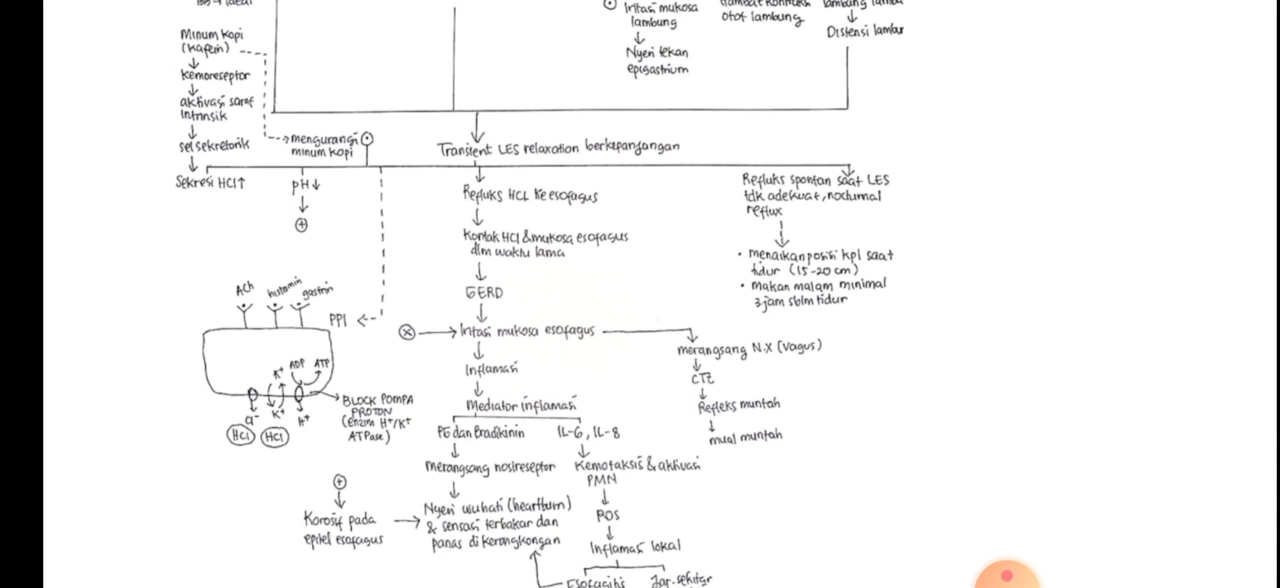 Iritasi mukosa
lambung
otot lambung
Distensi lambur
Nyeri tekan
epigastrium
Minum kopi
(kafein)
kemoreseptor
aktivasi saraf
Intrinsik
sel sekretorik
Sekresi HCl↑
mengurangi
minum kopi
pH↓
⊕
Transient LES relaxation berkepanjangan
Refluks HCL ke esofagus
Kontak HCl & mukosa esofagus
dlm waktu lama
GERD
Refluks spontan saat LES
tdk adekuat, nocturnal
reflux
• menaikan posisi kpl saat
tidur (15-20 cm)
• makan malam minimal
3 jam sblm tidur
Ach
histamin
gastrin
PPI
K+
ADP
ATP
Cl-
K+
H+
HCl
HCl
BLOCK POMPA
PROTON
(enzim H+/K+
ATPase)
⊗
Iritasi mukosa esofagus
merangsang N.X (Vagus)
CTZ
Refleks muntah
mual muntah
Inflamasi
Mediator inflamasi
PG dan Bradikinin
IL-6, IL-8
merangsang nosireseptor
Kemotaksis & aktivasi
PMN
ROS
Inflamasi lokal
⊕
Korosif pada
epitel esofagus
Nyeri uluhati (heartburn)
& sensasi terbakar dan
panas di kerongkongan
Esofagitis
Jar. sekitar